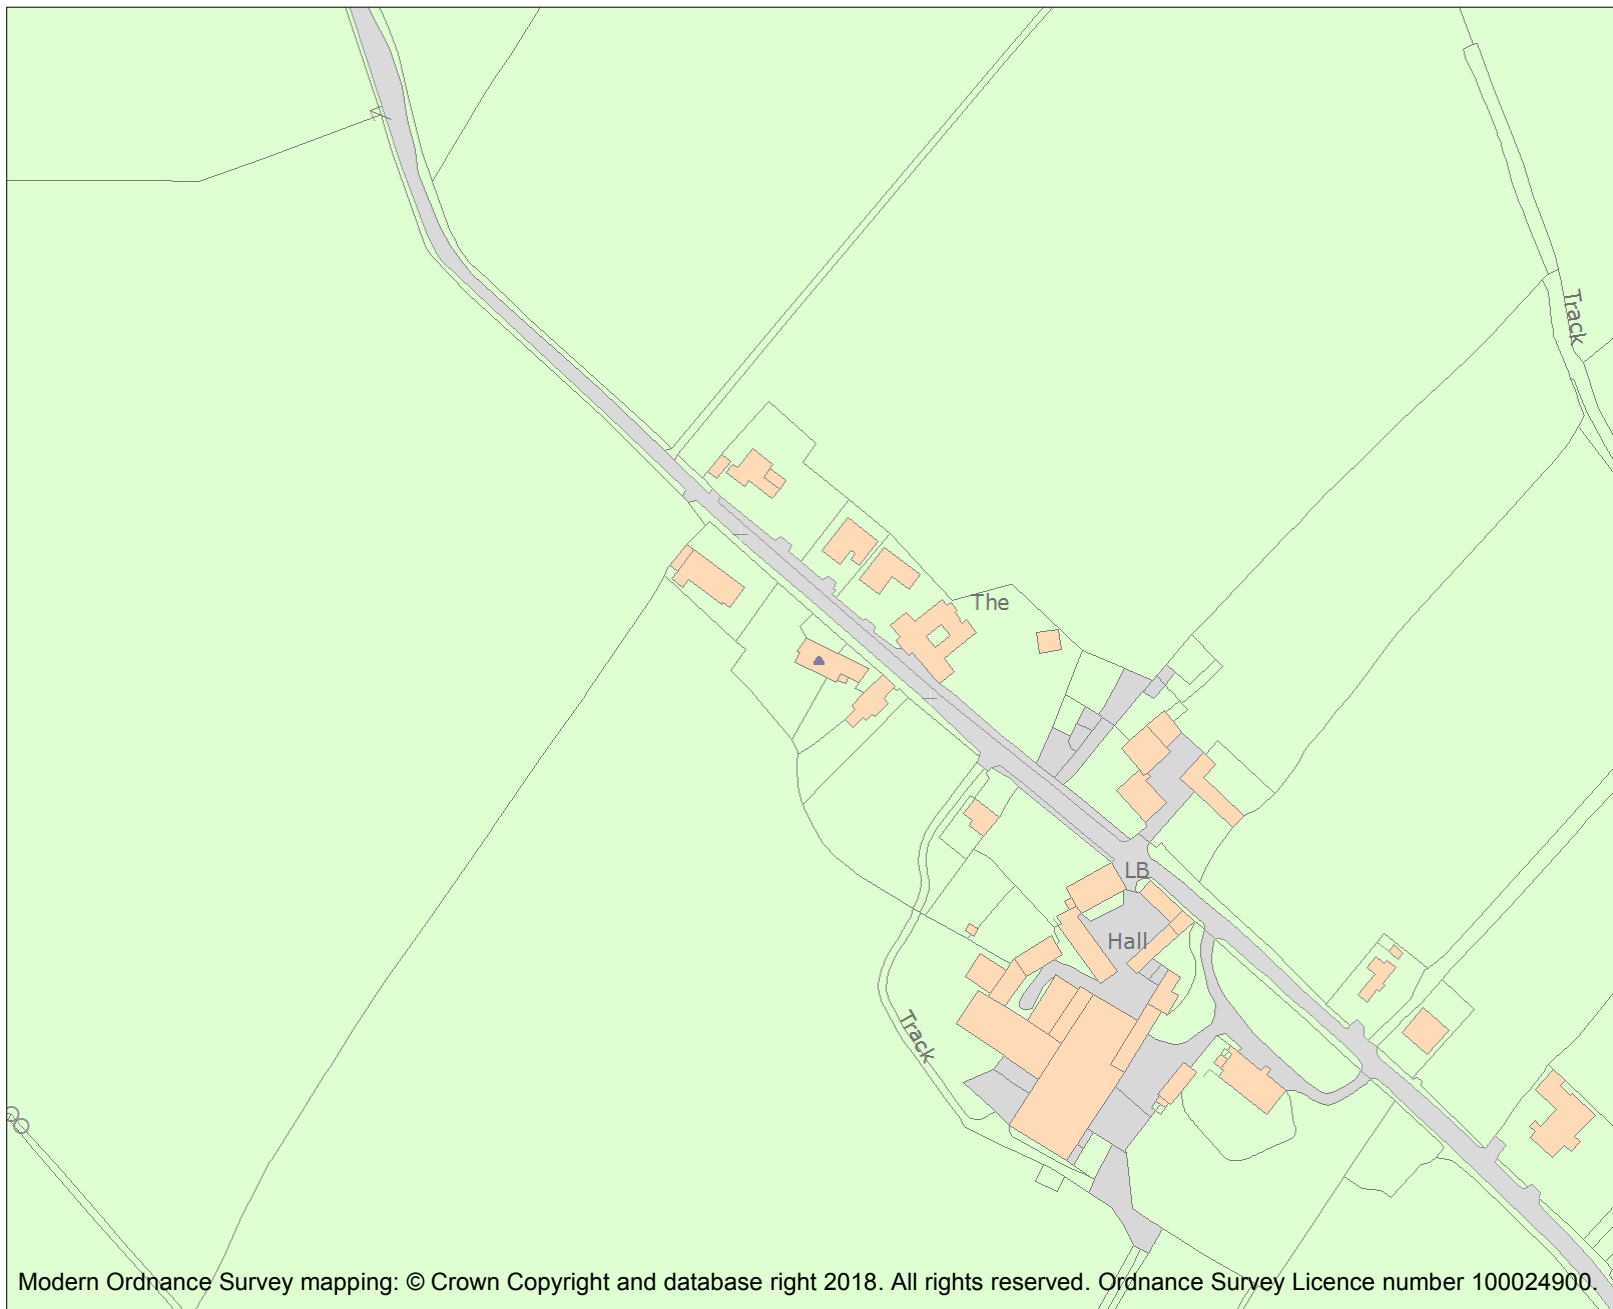 Track
The
LB
Hall
Track
Modern Ordnance Survey mapping: © Crown Copyright and database right 2018. All rights reserved. Ordnance Survey Licence number 100024900.